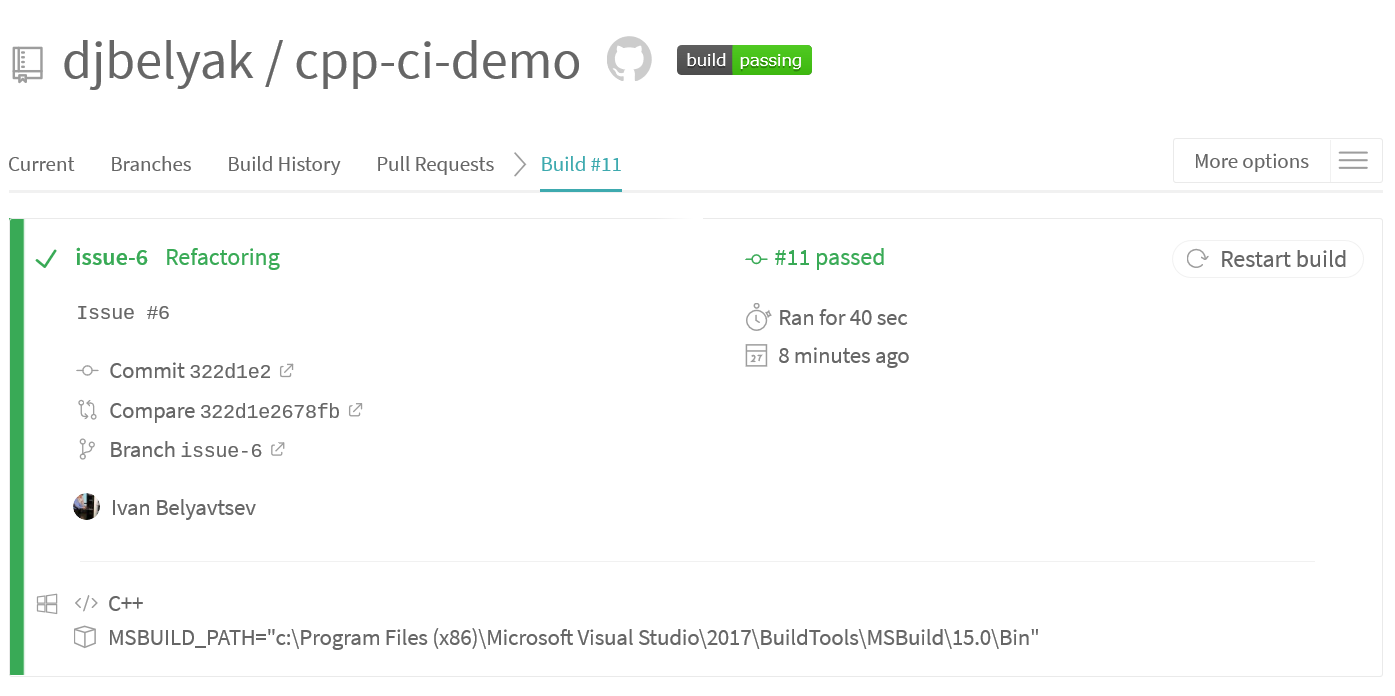 djbelyak / cpp-ci-demo
build passing
Current Branches Build History Pull Requests Build #11
More options
issue-6 Refactoring
#11 passed
Restart build
Issue #6
Ran for 40 sec
27
8 minutes ago
Commit 322d1e2
Compare 322d1e2678fb
Branch issue-6
Ivan Belyavtsev
</> C++
MSBUILD_PATH="c:\Program Files (x86)\Microsoft Visual Studio\2017\BuildTools\MSBuild\15.0\Bin"